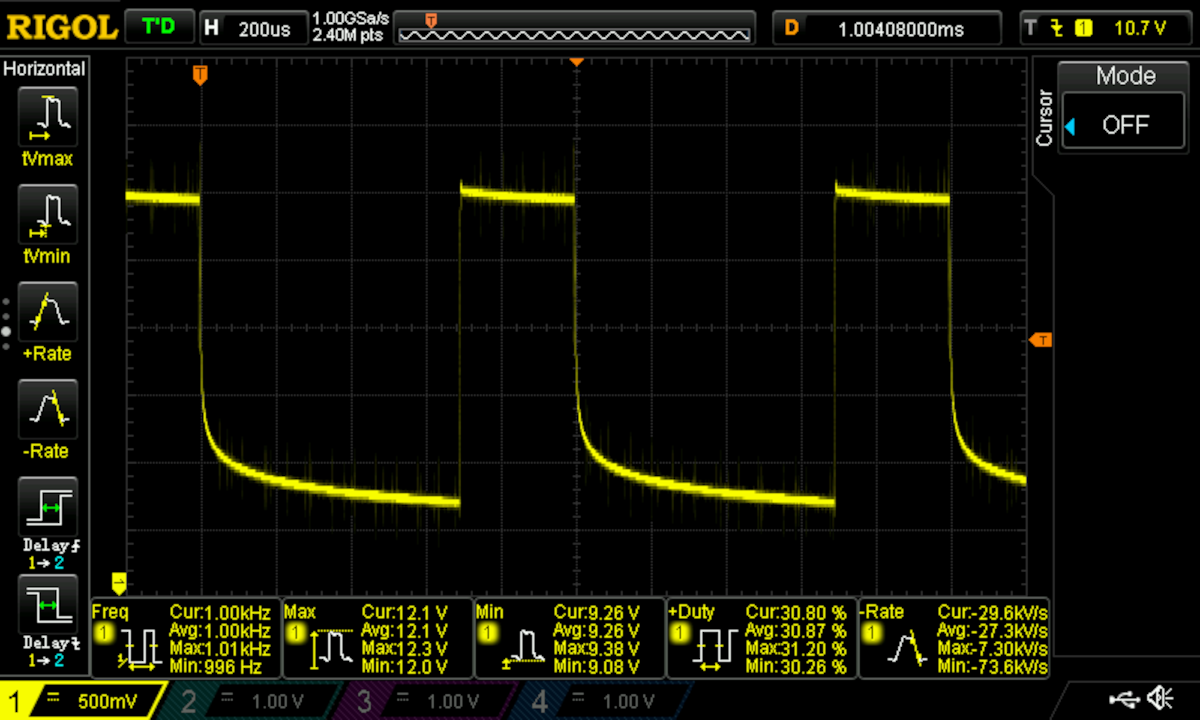 RIGOL T'D H 200us 1.00GSa/s 2.40M pts T D 1.00408000ms T 1 10.7 V
Horizontal
tVmax
tVmin
+Rate
-Rate
Delay
1→2
Delay
1→2
T
T
Cursor
Mode
OFF
Freq
1
Cur:1.00kHz
Avg:1.00kHz
Max:1.01kHz
Min:996 Hz
Max
1
Cur:12.1 V
Avg:12.1 V
Max:12.3 V
Min:12.0 V
Min
1
Cur:9.26 V
Avg:9.26 V
Max:9.38 V
Min:9.08 V
+Duty
1
Cur:30.80 %
Avg:30.87 %
Max:31.20 %
Min:30.26 %
-Rate
1
Cur:-29.6kV/s
Avg:-27.3kV/s
Max:-7.30kV/s
Min:-73.6kV/s
1 500mV 2 1.00 V 3 1.00 V 4 1.00 V